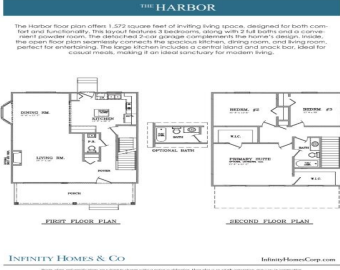 THE HARBOR
The Harbor floor plan offers 1,572 square feet of inviting living space, designed for both com-
fort and functionality. This layout features 3 bedrooms, along with 2 full baths and a conve-
nient powder room. The detached 2-car garage complements the home's design. Inside,
the open floor plan seamlessly connects the spacious kitchen, dining room, and living room,
perfect for entertaining. The large kitchen includes a central island and snack bar, ideal for
casual meals, making it an ideal sanctuary for modern living.
DINING RM.
KITCHEN
P.R.
LIVING RM.
FOYER
PORCH
FIRST FLOOR PLAN
BATH
OPTIONAL BATH
BEDRM. #2
BEDRM. #3
W.I.C.
BATH
PRIMARY SUITE
W.I.C.
SECOND FLOOR PLAN
INFINITY HOMES & CO
InfinityHomesCorp.com